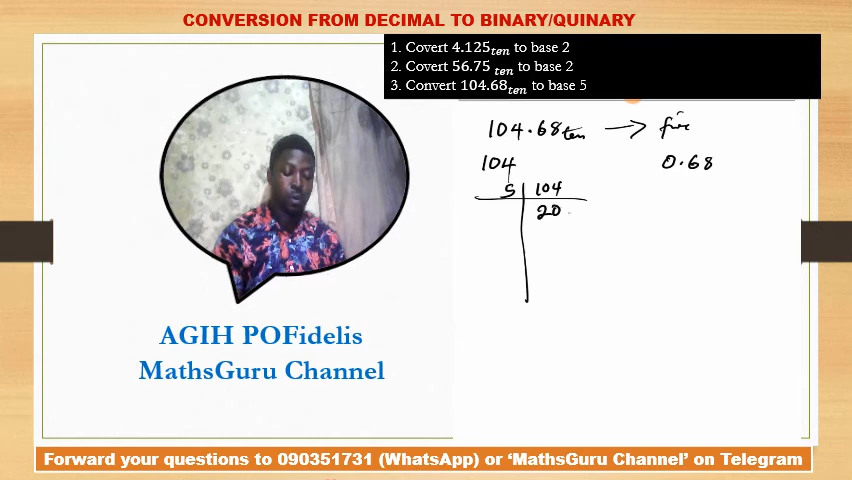 CONVERSION FROM DECIMAL TO BINARY/QUINARY
1. Covert 4.125ten to base 2
2. Covert 56.75 ten to base 2
3. Convert 104.68ten to base 5
104.68ten → five
104 0.68
5 | 104
20
AGIH POFidelis
MathsGuru Channel
Forward your questions to 090351731 (WhatsApp) or ‘MathsGuru Channel’ on Telegram